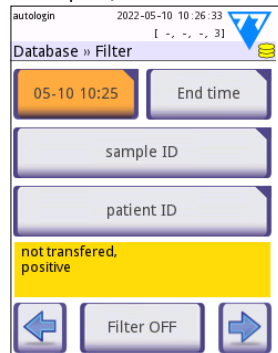 autologin 2022-05-10 10:26:33
[ -, -, -, 3]
Database » Filter
05-10 10:25 End time
sample ID
patient ID
not transfered,
positive
Filter OFF